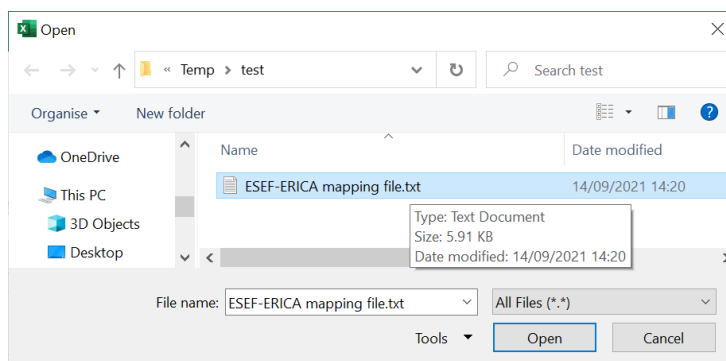 Open
« Temp > test
Search test
Organise
New folder
OneDrive
This PC
3D Objects
Desktop
Name
Date modified
ESEF-ERICA mapping file.txt
14/09/2021 14:20
Type: Text Document
Size: 5.91 KB
Date modified: 14/09/2021 14:20
File name:
ESEF-ERICA mapping file.txt
All Files (*.*)
Tools
Open
Cancel